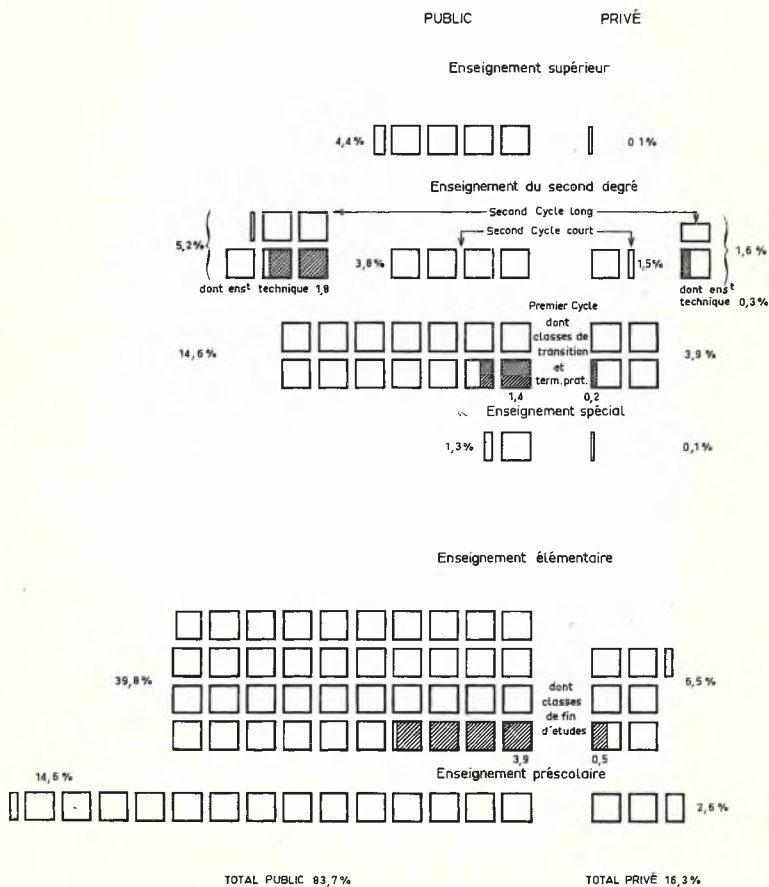 PUBLIC PRIVÉ
Enseignement supérieur
4,4% 0 1%
Enseignement du second degré
Second Cycle long
Second Cycle court
5,2% 3,8% 1,5% 1,6 %
dont ensᵗ technique 1,8
dont ensᵗ
technique 0,3%
Premier Cycle
dont
classes de
transition
et
term. prat.
14,6% 3,9 %
1,4 0,2
Enseignement spécial
1,3% 0,1%
Enseignement élémentaire
39,8% 6,5 %
dont
classes
de fin
d'études
3,9 0,5
Enseignement préscolaire
14,6% 2,6%
TOTAL PUBLIC 83,7% TOTAL PRIVÉ 16,3%